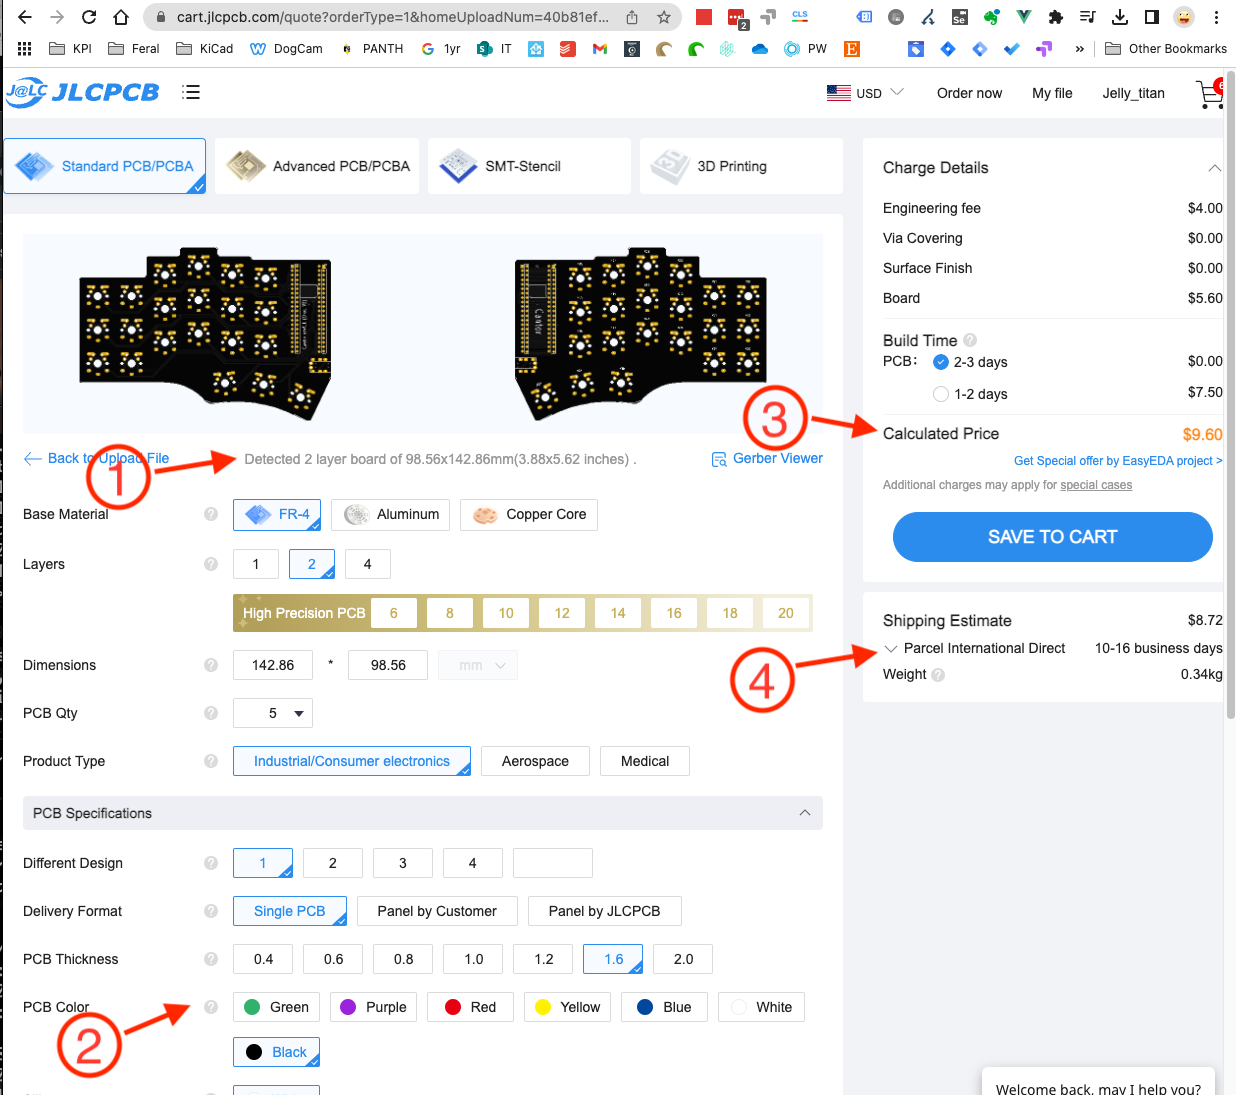 cart.jlcpcb.com/quote?orderType=1&homeUploadNum=40b81ef...
2
CLS
Se
KPI
Feral
KiCad
DogCam
PANTH
1yr
IT
PW
»
Other Bookmarks
J@LC JLCPCB
USD
Order now
My file
Jelly_titan
Standard PCB/PCBA
Advanced PCB/PCBA
SMT-Stencil
3D Printing
Cantor
Back to Upload File
Detected 2 layer board of 98.56x142.86mm(3.88x5.62 inches) .
Gerber Viewer
1
Base Material
?
FR-4
Aluminum
Copper Core
Layers
?
1
2
4
High Precision PCB
6
8
10
12
14
16
18
20
Dimensions
?
142.86
*
98.56
mm
PCB Qty
?
5
Product Type
?
Industrial/Consumer electronics
Aerospace
Medical
PCB Specifications
Different Design
?
1
2
3
4
Delivery Format
?
Single PCB
Panel by Customer
Panel by JLCPCB
PCB Thickness
?
0.4
0.6
0.8
1.0
1.2
1.6
2.0
PCB Color
?
Green
Purple
Red
Yellow
Blue
White
2
Black
Charge Details
Engineering fee
$4.00
Via Covering
$0.00
Surface Finish
$0.00
Board
$5.60
Build Time ?
PCB:
2-3 days
$0.00
1-2 days
$7.50
3
Calculated Price
$9.60
Get Special offer by EasyEDA project >
Additional charges may apply for special cases
SAVE TO CART
Shipping Estimate
$8.72
4
Parcel International Direct
10-16 business days
Weight ?
0.34kg
Welcome back, may I help you?